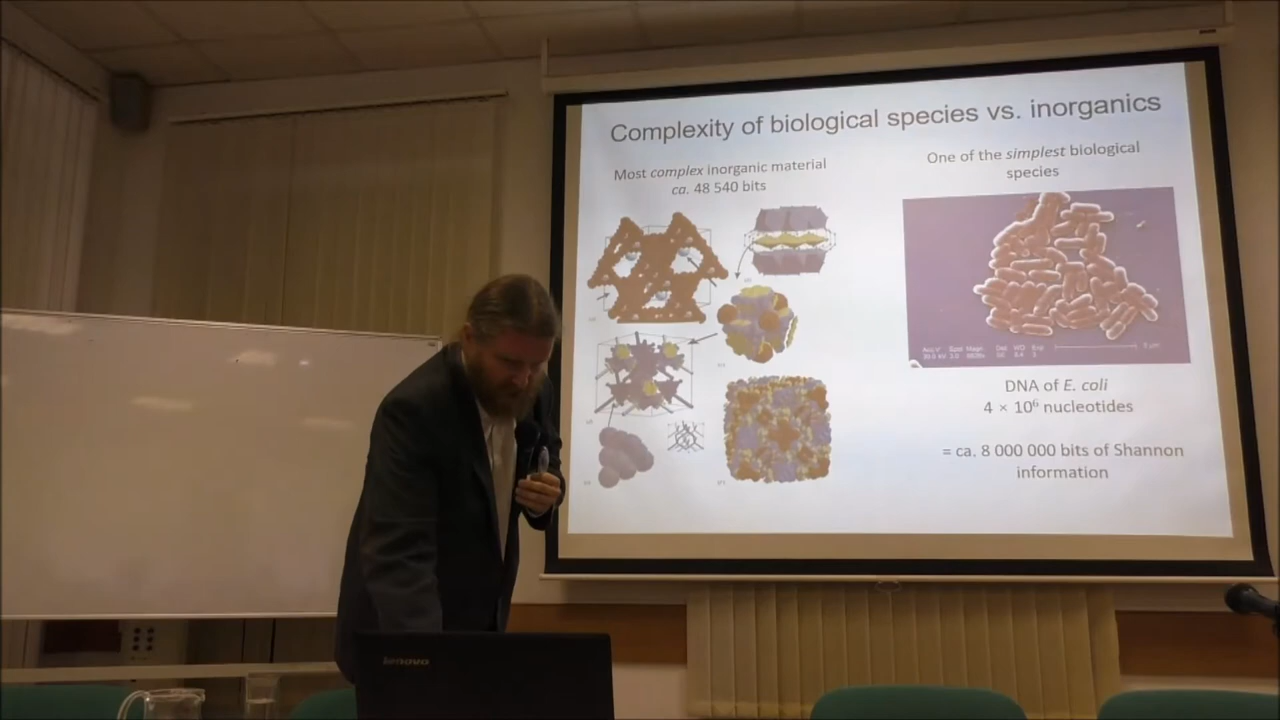 Complexity of biological species vs. inorganics
Most complex inorganic material
ca. 48 540 bits
One of the simplest biological
species
DNA of E. coli
4 × 10⁶ nucleotides
= ca. 8 000 000 bits of Shannon
information
lenovo